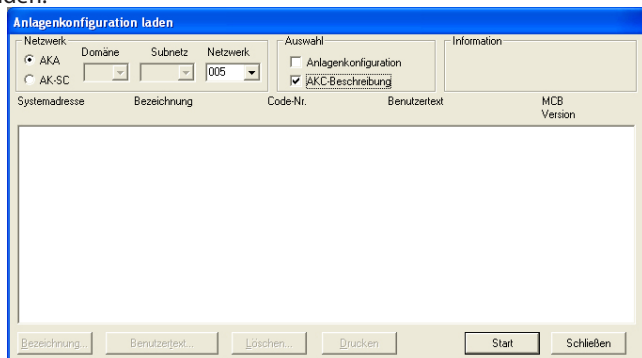 Anlagenkonfiguration laden
Netzwerk
AKA
AK-SC
Domäne
Subnetz
Netzwerk
005
Auswahl
Anlagenkonfiguration
AKC-Beschreibung
Information
Systemadresse Bezeichnung Code-Nr. Benutzertext MCB Version
Bezeichnung... Benutzertext... Löschen... Drucken Start Schließen